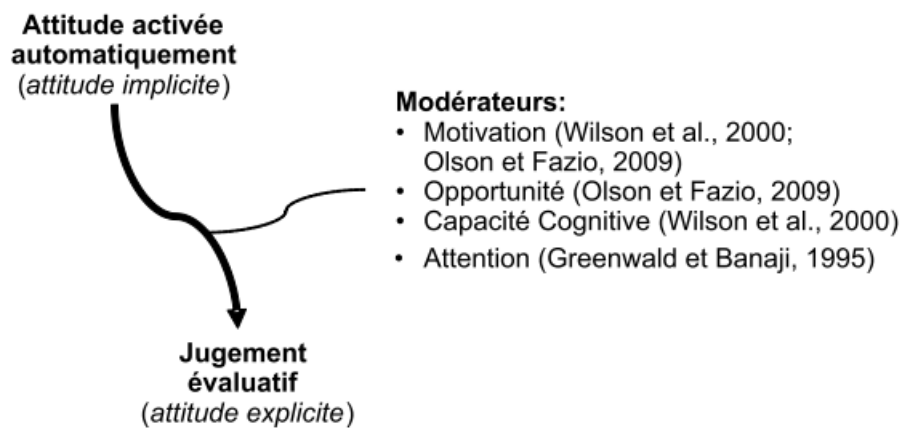 Attitude activée
automatiquement
(attitude implicite)
Modérateurs:
• Motivation (Wilson et al., 2000;
Olson et Fazio, 2009)
• Opportunité (Olson et Fazio, 2009)
• Capacité Cognitive (Wilson et al., 2000)
• Attention (Greenwald et Banaji, 1995)
Jugement
évaluatif
(attitude explicite)